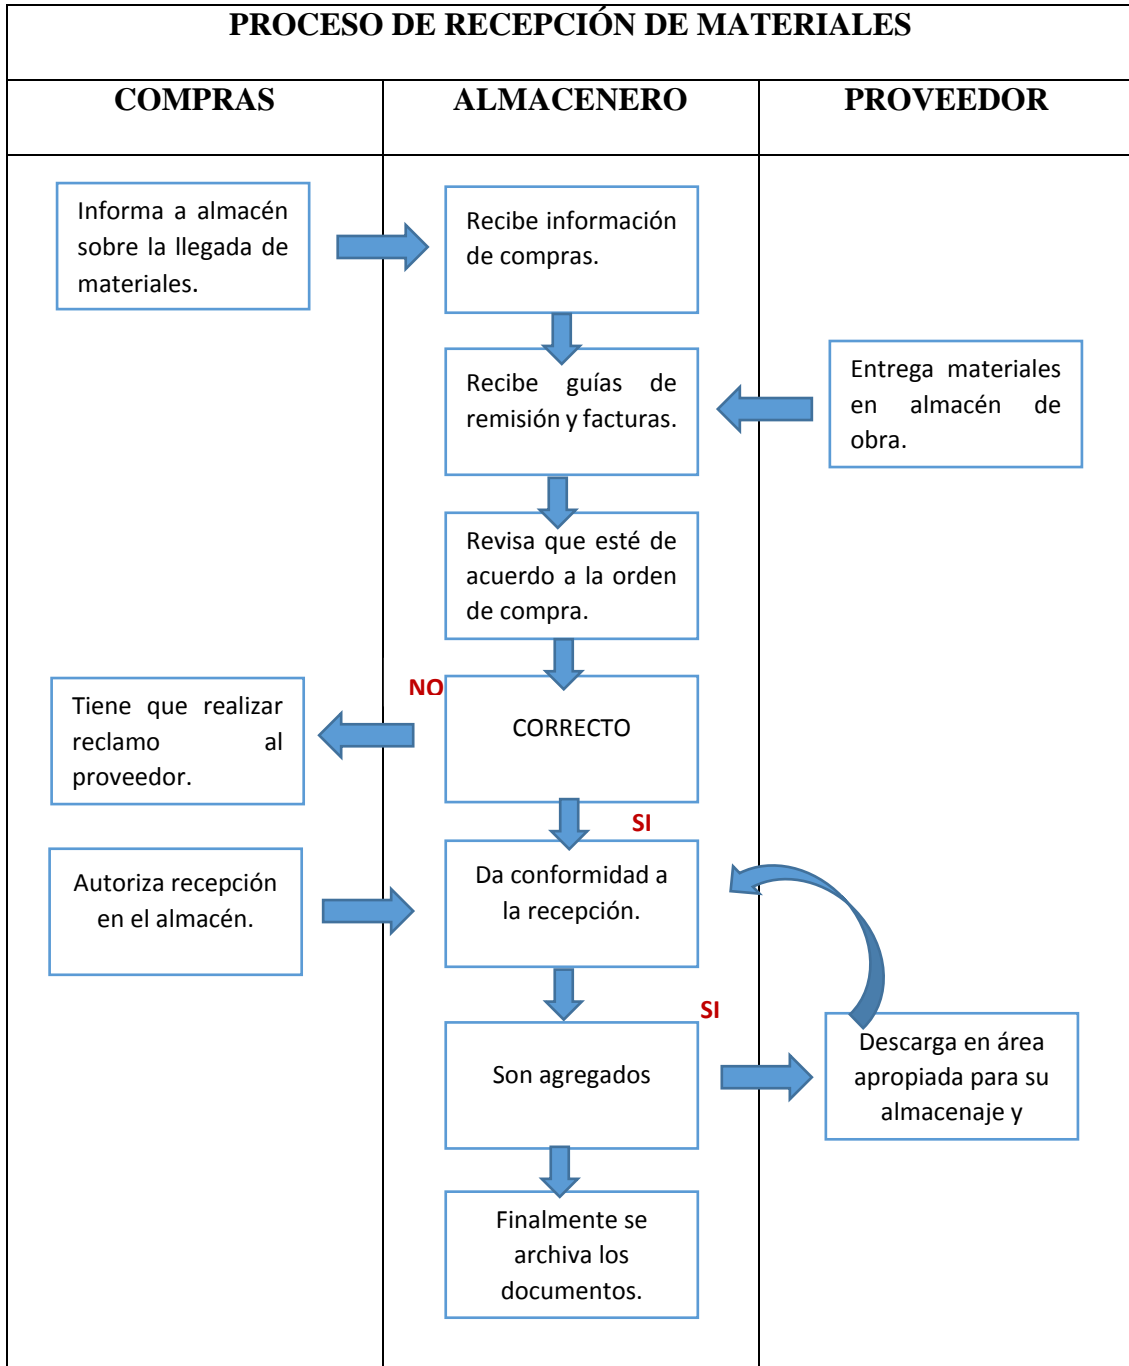 PROCESO DE RECEPCIÓN DE MATERIALES
COMPRAS
ALMACENERO
PROVEEDOR
Informa a almacén
sobre la llegada de
materiales.
Recibe información
de compras.
Recibe guías de
remisión y facturas.
Entrega materiales
en almacén de
obra.
Revisa que esté de
acuerdo a la orden
de compra.
NO
Tiene que realizar
reclamo al
proveedor.
CORRECTO
SI
Autoriza recepción
en el almacén.
Da conformidad a
la recepción.
SI
Son agregados
Descarga en área
apropiada para su
almacenaje y
Finalmente se
archiva los
documentos.